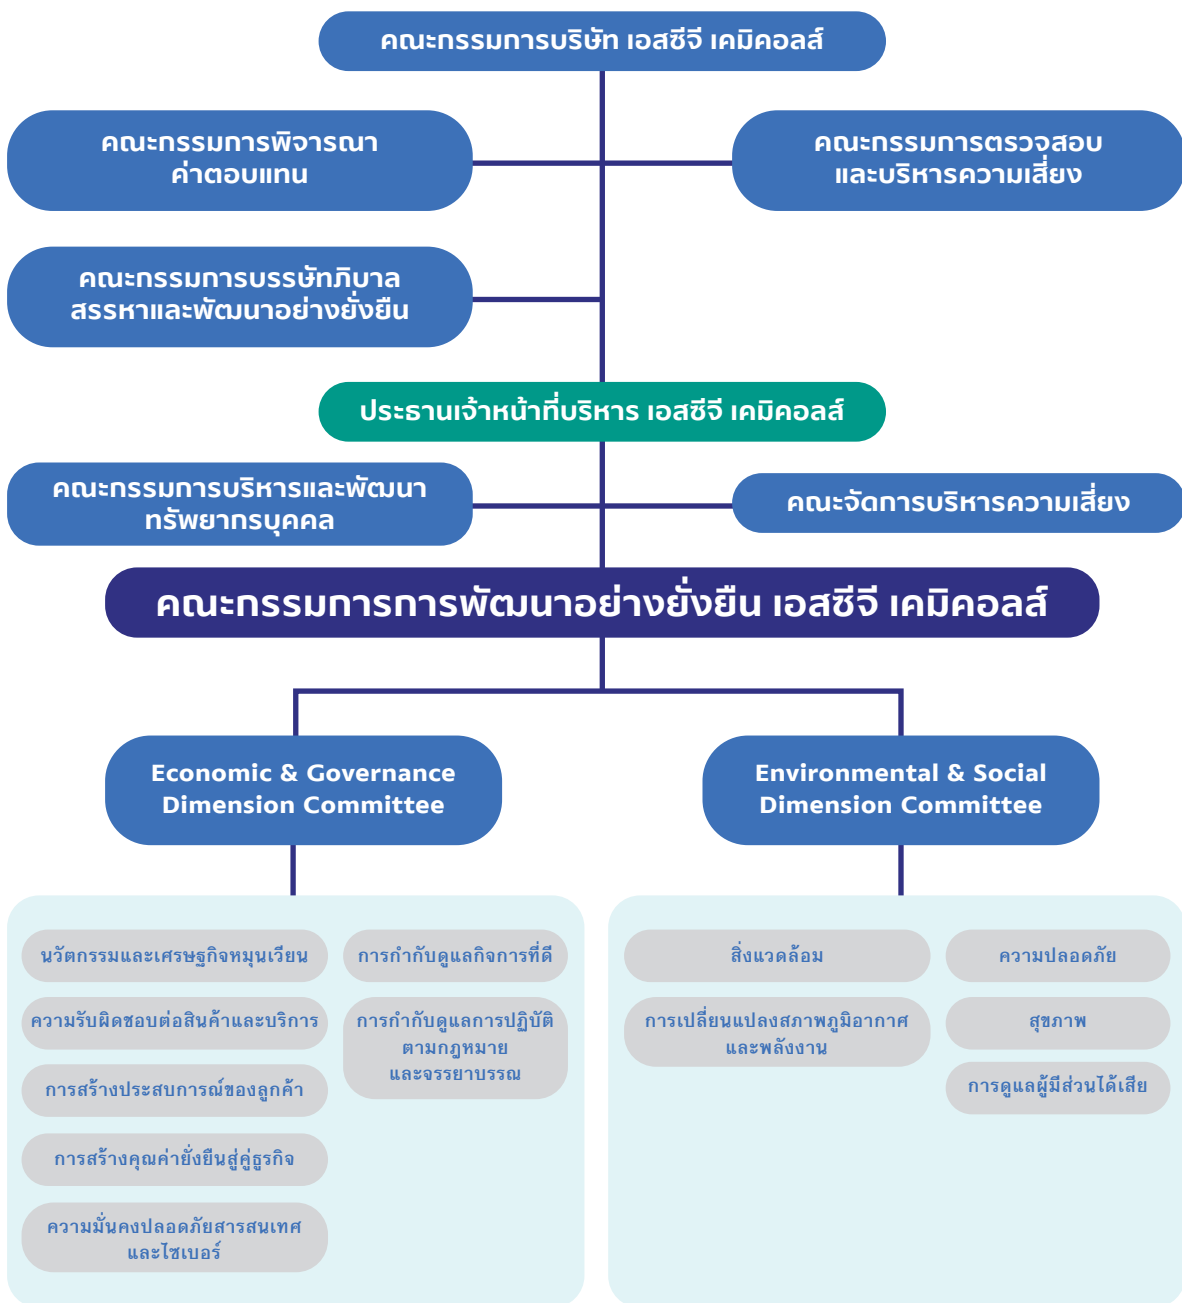 คณะกรรมการบริษัท เอสซีจี เคมิคอลส์
คณะกรรมการพิจารณา
ค่าตอบแทน
คณะกรรมการตรวจสอบ
และบริหารความเสี่ยง
คณะกรรมการบรรษัทภิบาล
สรรหาและพัฒนาอย่างยั่งยืน
ประธานเจ้าหน้าที่บริหาร เอสซีจี เคมิคอลส์
คณะกรรมการบริหารและพัฒนา
ทรัพยากรบุคคล
คณะจัดการบริหารความเสี่ยง
คณะกรรมการการพัฒนาอย่างยั่งยืน เอสซีจี เคมิคอลส์
Economic & Governance
Dimension Committee
Environmental & Social
Dimension Committee
นวัตกรรมและเศรษฐกิจหมุนเวียน
ความรับผิดชอบต่อสินค้าและบริการ
การสร้างประสบการณ์ของลูกค้า
การสร้างคุณค่ายั่งยืนสู่คู่ธุรกิจ
ความมั่นคงปลอดภัยสารสนเทศ
และไซเบอร์
การกำกับดูแลกิจการที่ดี
การกำกับดูแลการปฏิบัติ
ตามกฎหมาย
และจรรยาบรรณ
สิ่งแวดล้อม
การเปลี่ยนแปลงสภาพภูมิอากาศ
และพลังงาน
ความปลอดภัย
สุขภาพ
การดูแลผู้มีส่วนได้เสีย